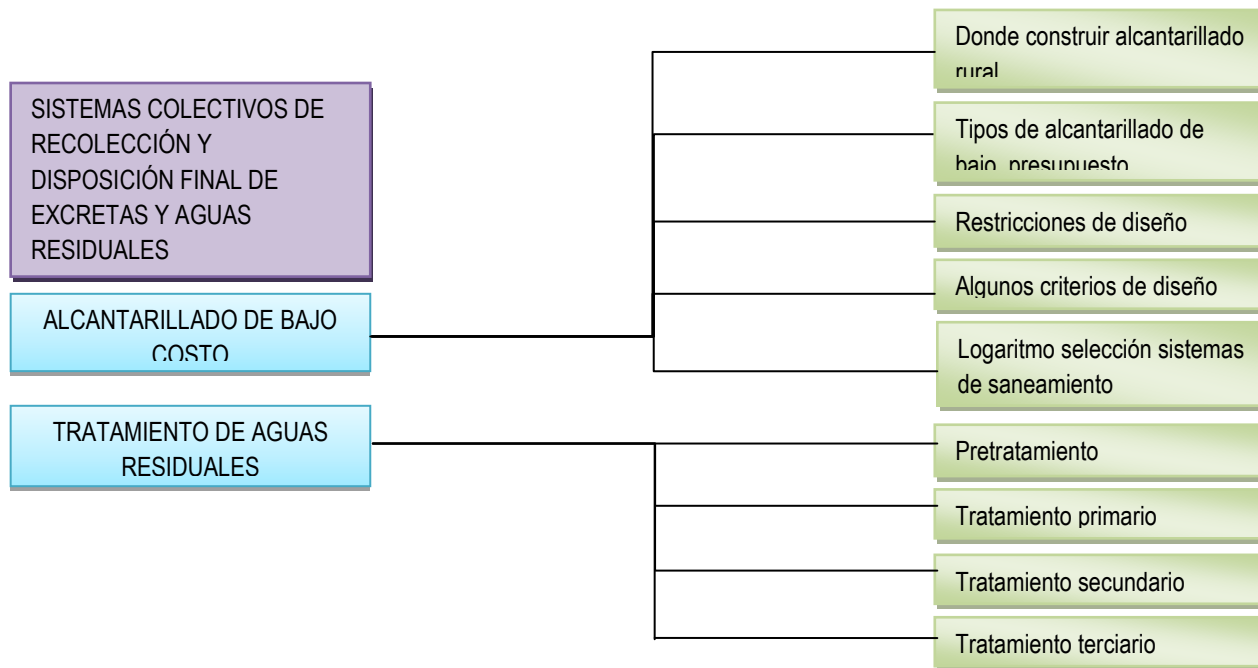 SISTEMAS COLECTIVOS DE
RECOLECCIÓN Y
DISPOSICIÓN FINAL DE
EXCRETAS Y AGUAS
RESIDUALES
ALCANTARILLADO DE BAJO
COSTO
Donde construir alcantarillado
rural
Tipos de alcantarillado de
bajo presupuesto
Restricciones de diseño
Algunos criterios de diseño
Logaritmo selección sistemas
de saneamiento
TRATAMIENTO DE AGUAS
RESIDUALES
Pretratamiento
Tratamiento primario
Tratamiento secundario
Tratamiento terciario